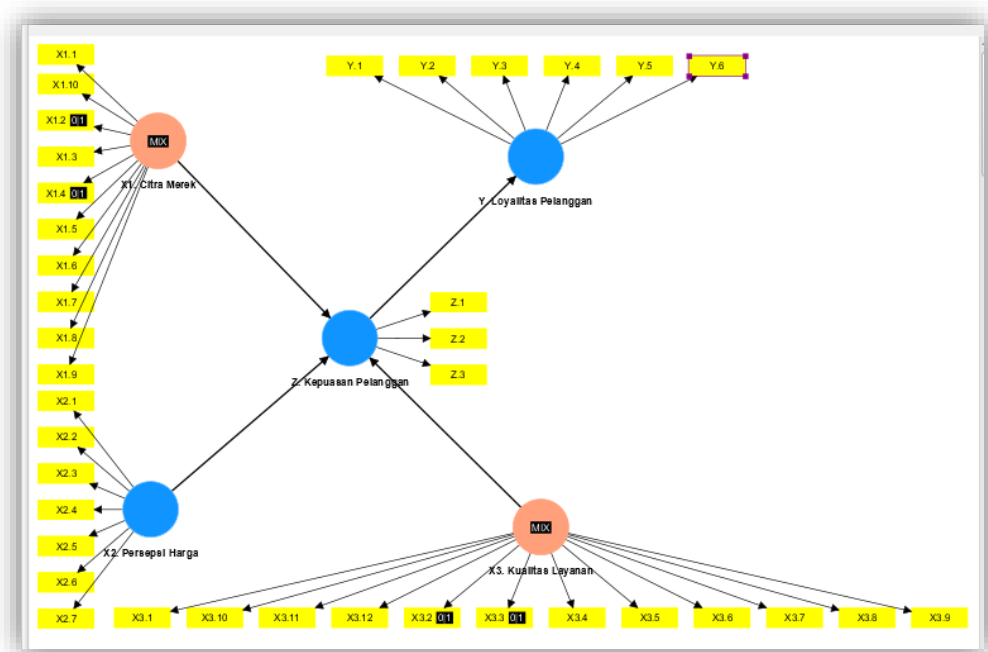 X1.1
X1.10
X1.2 0|1
X1.3
X1.4 0|1
X1.5
X1.6
X1.7
X1.8
X1.9
MIX
X1. Citra Merek
Y.1 Y.2 Y.3 Y.4 Y.5 Y.6
Y. Loyalitas Pelanggan
Z.1
Z.2
Z.3
Z. Kepuasan Pelanggan
X2.1
X2.2
X2.3
X2.4
X2.5
X2.6
X2.7
X2. Persepsi Harga
MIX
X3. Kualitas Layanan
X3.1 X3.10 X3.11 X3.12 X3.2 0|1 X3.3 0|1 X3.4 X3.5 X3.6 X3.7 X3.8 X3.9